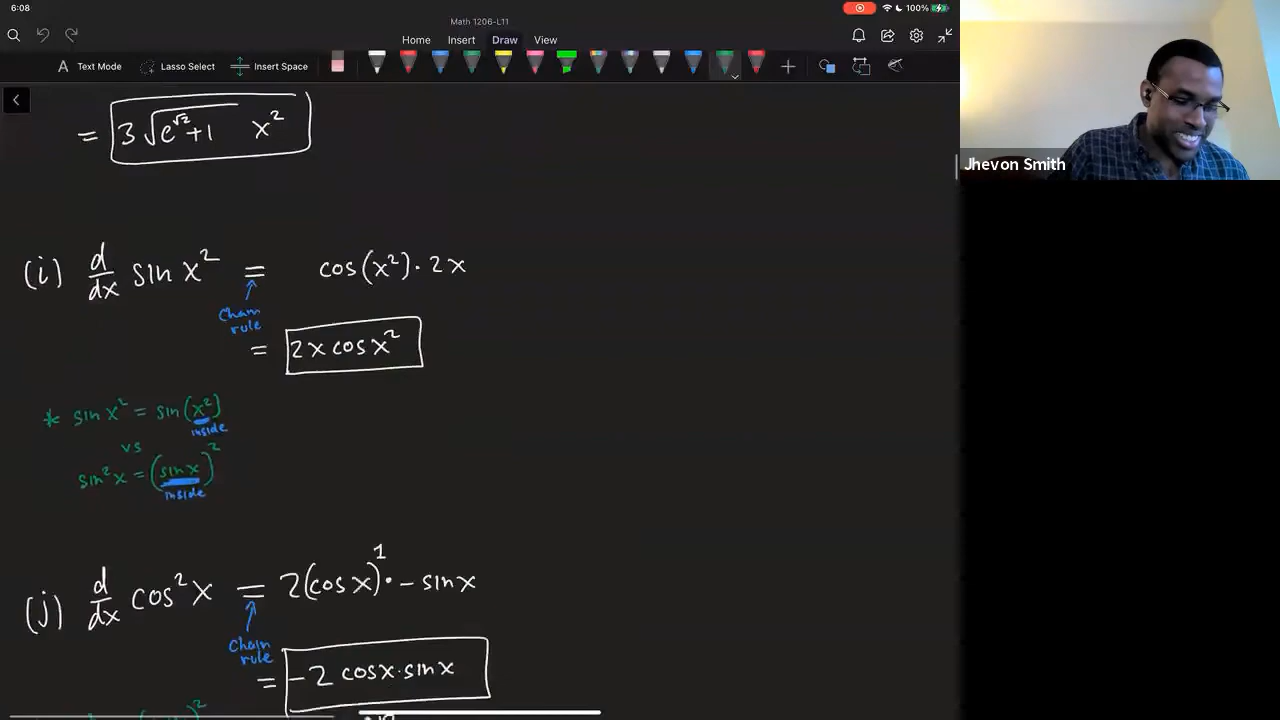 6:08
100%
Math 1206-L11
Home Insert Draw View
Text Mode Lasso Select Insert Space
= 3√(e^√2+1) x²
Jhevon Smith
(i) d/dx sin x² = cos(x²)·2x
Chain rule
= 2x cos x²
* sin x² = sin(x²)
inside
vs
sin²x = (sin x)²
inside
(j) d/dx cos²x = 2(cos x)¹·-sin x
Chain rule
= -2 cos x·sin x